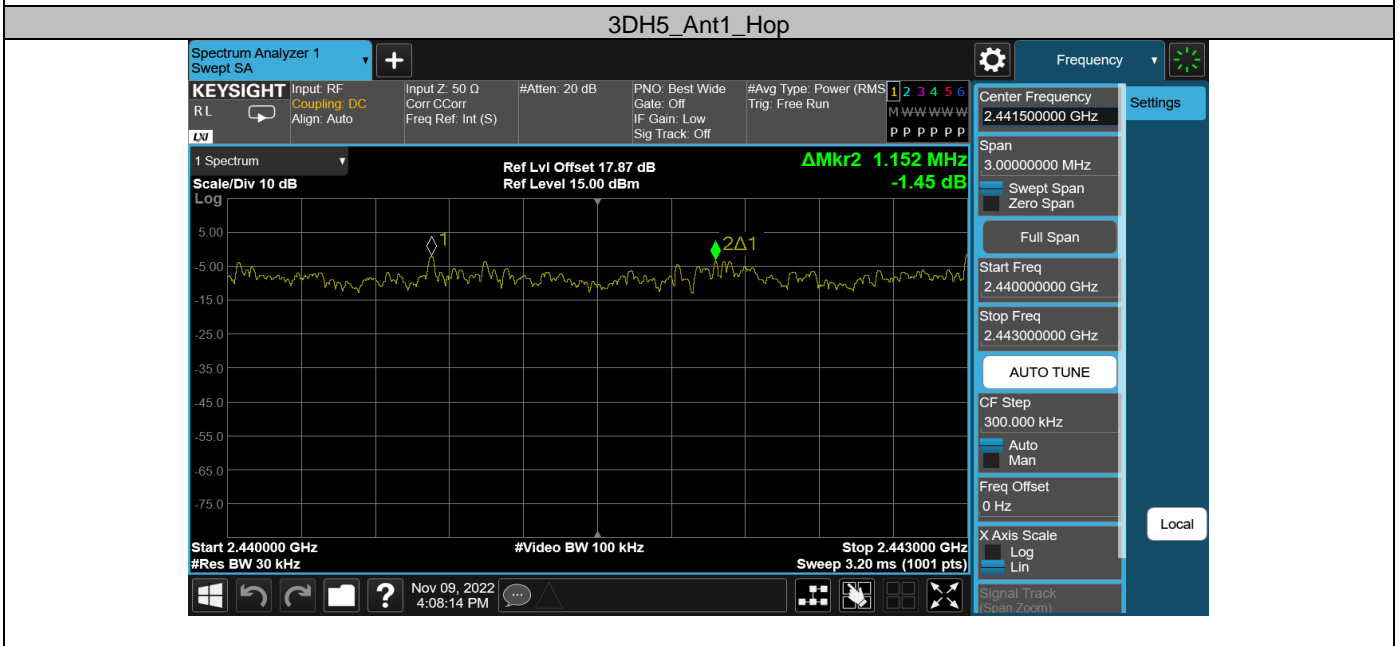 3DH5_Ant1_Hop
Spectrum Analyzer 1
Swept SA
+
Frequency
KEYSIGHT
R L
LXI
Input: RF
Coupling: DC
Align: Auto
Input Z: 50 Ω
Corr CCorr
Freq Ref: Int (S)
#Atten: 20 dB
PNO: Best Wide
Gate: Off
IF Gain: Low
Sig Track: Off
#Avg Type: Power (RMS
Trig: Free Run
1 2 3 4 5 6
M W W W W W
P P P P P P
Center Frequency
2.441500000 GHz
Settings
Span
3.00000000 MHz
Swept Span
Zero Span
Full Span
Start Freq
2.440000000 GHz
Stop Freq
2.443000000 GHz
AUTO TUNE
CF Step
300.000 kHz
Auto
Man
Freq Offset
0 Hz
X Axis Scale
Log
Lin
Local
Signal Track
(Span Zoom)
1 Spectrum
Scale/Div 10 dB
Log
Ref Lvl Offset 17.87 dB
Ref Level 15.00 dBm
ΔMkr2 1.152 MHz
-1.45 dB
5.00
-5.00
-15.0
-25.0
-35.0
-45.0
-55.0
-65.0
-75.0
1
2Δ1
Start 2.440000 GHz
#Res BW 30 kHz
#Video BW 100 kHz
Stop 2.443000 GHz
Sweep 3.20 ms (1001 pts)
?
Nov 09, 2022
4:08:14 PM